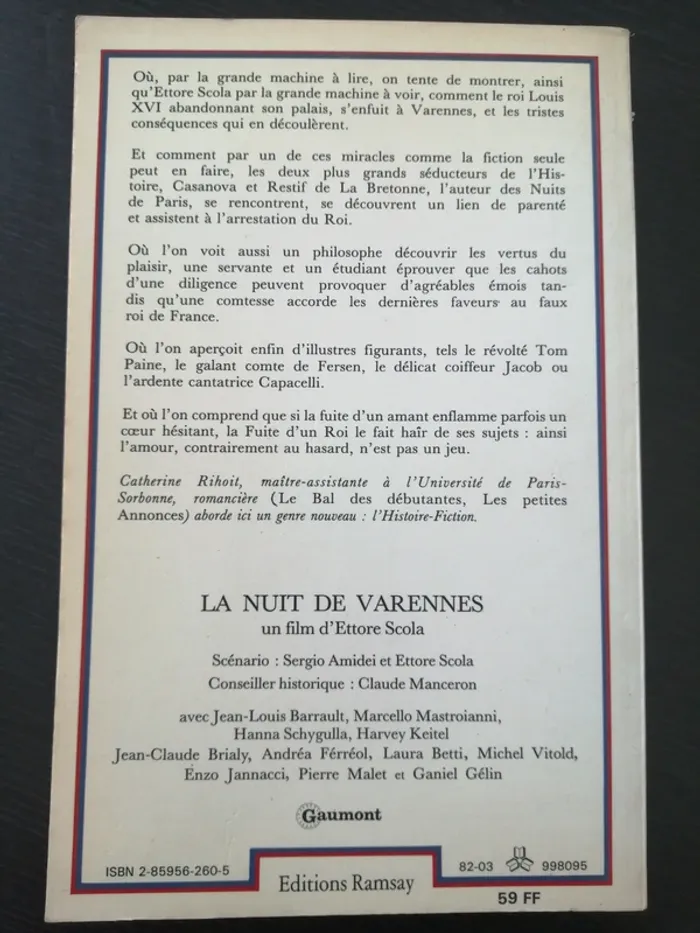 Où, par la grande machine à lire, on tente de montrer, ainsi
qu'Ettore Scola par la grande machine à voir, comment le roi Louis
XVI abandonnant son palais, s'enfuit à Varennes, et les tristes
conséquences qui en découlèrent.
Et comment par un de ces miracles comme la fiction seule
peut en faire, les deux plus grands séducteurs de l'His-
toire, Casanova et Restif de La Bretonne, l'auteur des Nuits
de Paris, se rencontrent, se découvrent un lien de parenté
et assistent à l'arrestation du Roi.
Où l'on voit aussi un philosophe découvrir les vertus du
plaisir, une servante et un étudiant éprouver que les cahots
d'une diligence peuvent provoquer d'agréables émois tan-
dis qu'une comtesse accorde les dernières faveurs au faux
roi de France.
Où l'on aperçoit enfin d'illustres figurants, tels le révolté Tom
Paine, le galant comte de Fersen, le délicat coiffeur Jacob ou
l'ardente cantatrice Capacelli.
Et où l'on comprend que si la fuite d'un amant enflamme parfois un
cœur hésitant, la Fuite d'un Roi le fait haïr de ses sujets : ainsi
l'amour, contrairement au hasard, n'est pas un jeu.
Catherine Rihoit, maître-assistante à l'Université de Paris-
Sorbonne, romancière (Le Bal des débutantes, Les petites
Annonces) aborde ici un genre nouveau : l'Histoire-Fiction.
LA NUIT DE VARENNES
un film d'Ettore Scola
Scénario : Sergio Amidei et Ettore Scola
Conseiller historique : Claude Manceron
avec Jean-Louis Barrault, Marcello Mastroianni,
Hanna Schygulla, Harvey Keitel
Jean-Claude Brialy, Andréa Férréol, Laura Betti, Michel Vitold,
Enzo Jannacci, Pierre Malet et Ganiel Gélin
Gaumont
ISBN 2-85956-260-5
Editions Ramsay
82-03 998095
59 FF